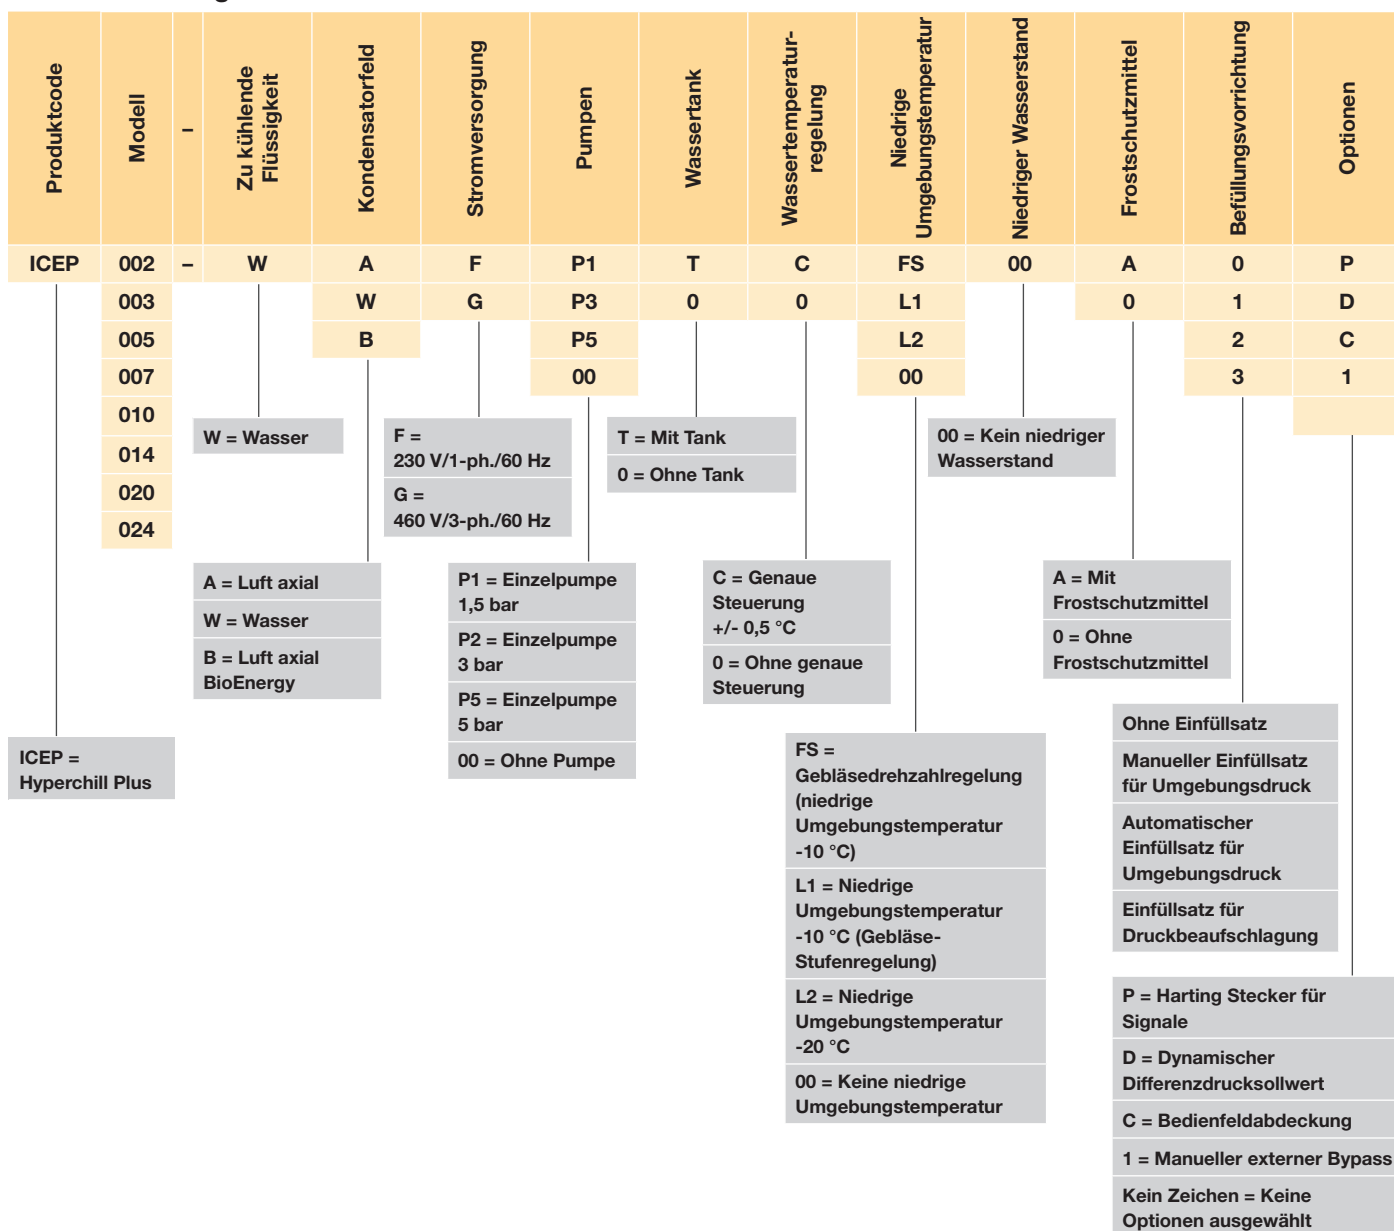 Produktcode
Modell
–
Zu kühlende
Flüssigkeit
Kondensatorfeld
Stromversorgung
Pumpen
Wassertank
Wassertemperatur-
regelung
Niedrige
Umgebungstemperatur
Niedriger Wasserstand
Frostschutzmittel
Befüllungsvorrichtung
Optionen
ICEP 002 – W A F P1 T C FS 00 A 0 P
003 W G P3 0 0 L1 0 1 D
005 B P5 L2 2 C
007 00 00 3 1
010
014
020
024
W = Wasser
F =
230 V/1-ph./60 Hz
G =
460 V/3-ph./60 Hz
T = Mit Tank
0 = Ohne Tank
00 = Kein niedriger
Wasserstand
A = Luft axial
W = Wasser
B = Luft axial
BioEnergy
P1 = Einzelpumpe
1,5 bar
P2 = Einzelpumpe
3 bar
P5 = Einzelpumpe
5 bar
00 = Ohne Pumpe
C = Genaue
Steuerung
+/- 0,5 °C
0 = Ohne genaue
Steuerung
A = Mit
Frostschutzmittel
0 = Ohne
Frostschutzmittel
ICEP =
Hyperchill Plus
FS =
Gebläsedrehzahlregelung
(niedrige
Umgebungstemperatur
-10 °C)
L1 = Niedrige
Umgebungstemperatur
-10 °C (Gebläse-
Stufenregelung)
L2 = Niedrige
Umgebungstemperatur
-20 °C
00 = Keine niedrige
Umgebungstemperatur
Ohne Einfüllsatz
Manueller Einfüllsatz
für Umgebungsdruck
Automatischer
Einfüllsatz für
Umgebungsdruck
Einfüllsatz für
Druckbeaufschlagung
P = Harting Stecker für
Signale
D = Dynamischer
Differenzdrucksollwert
C = Bedienfeldabdeckung
1 = Manueller externer Bypass
Kein Zeichen = Keine
Optionen ausgewählt